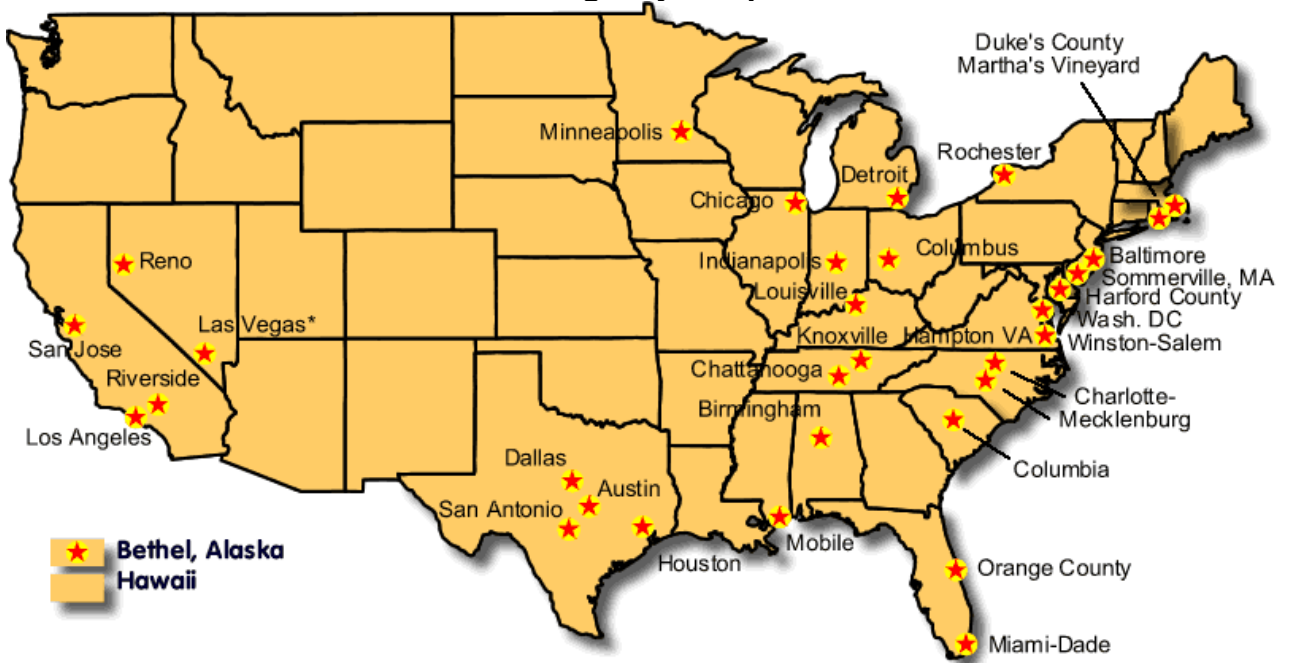 Duke's County
Martha's Vineyard
Minneapolis
Rochester
Detroit
Chicago
Columbus
Baltimore
Reno
Indianapolis
Sommerville, MA
Louisville
Harford County
Las Vegas*
Wash. DC
Knoxville
Hampton VA
Winston-Salem
San Jose
Chattanooga
Riverside
Charlotte-
Mecklenburg
Birmingham
Los Angeles
Dallas
Columbia
Austin
San Antonio
Mobile
Bethel, Alaska
Houston
Orange County
Hawaii
Miami-Dade